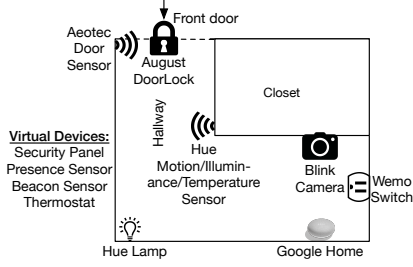 Front door
Aeotec
Door
Sensor
August
DoorLock
Closet
Hallway
Hue
Motion/Illumin-
ance/Temperature
Sensor
Virtual Devices:
Security Panel
Presence Sensor
Beacon Sensor
Thermostat
Blink
Camera
Wemo
Switch
Hue Lamp
Google Home